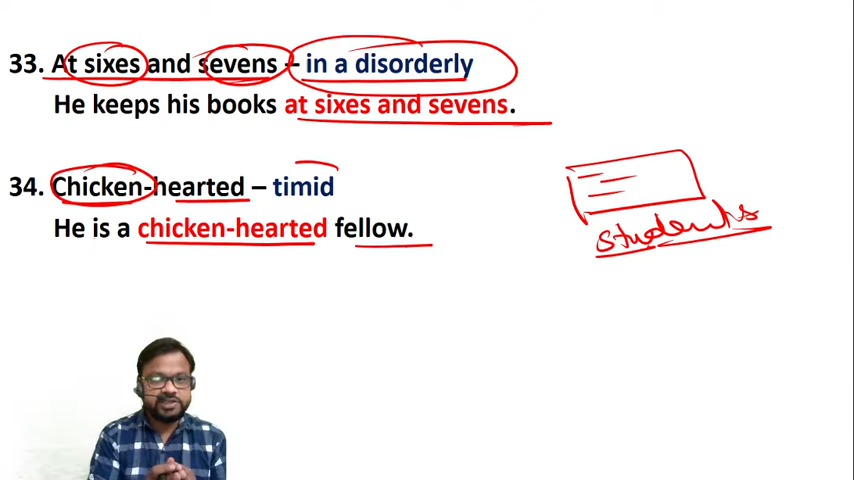 33. At sixes and sevens – in a disorderly
He keeps his books at sixes and sevens.
34. Chicken-hearted – timid
He is a chicken-hearted fellow.
students